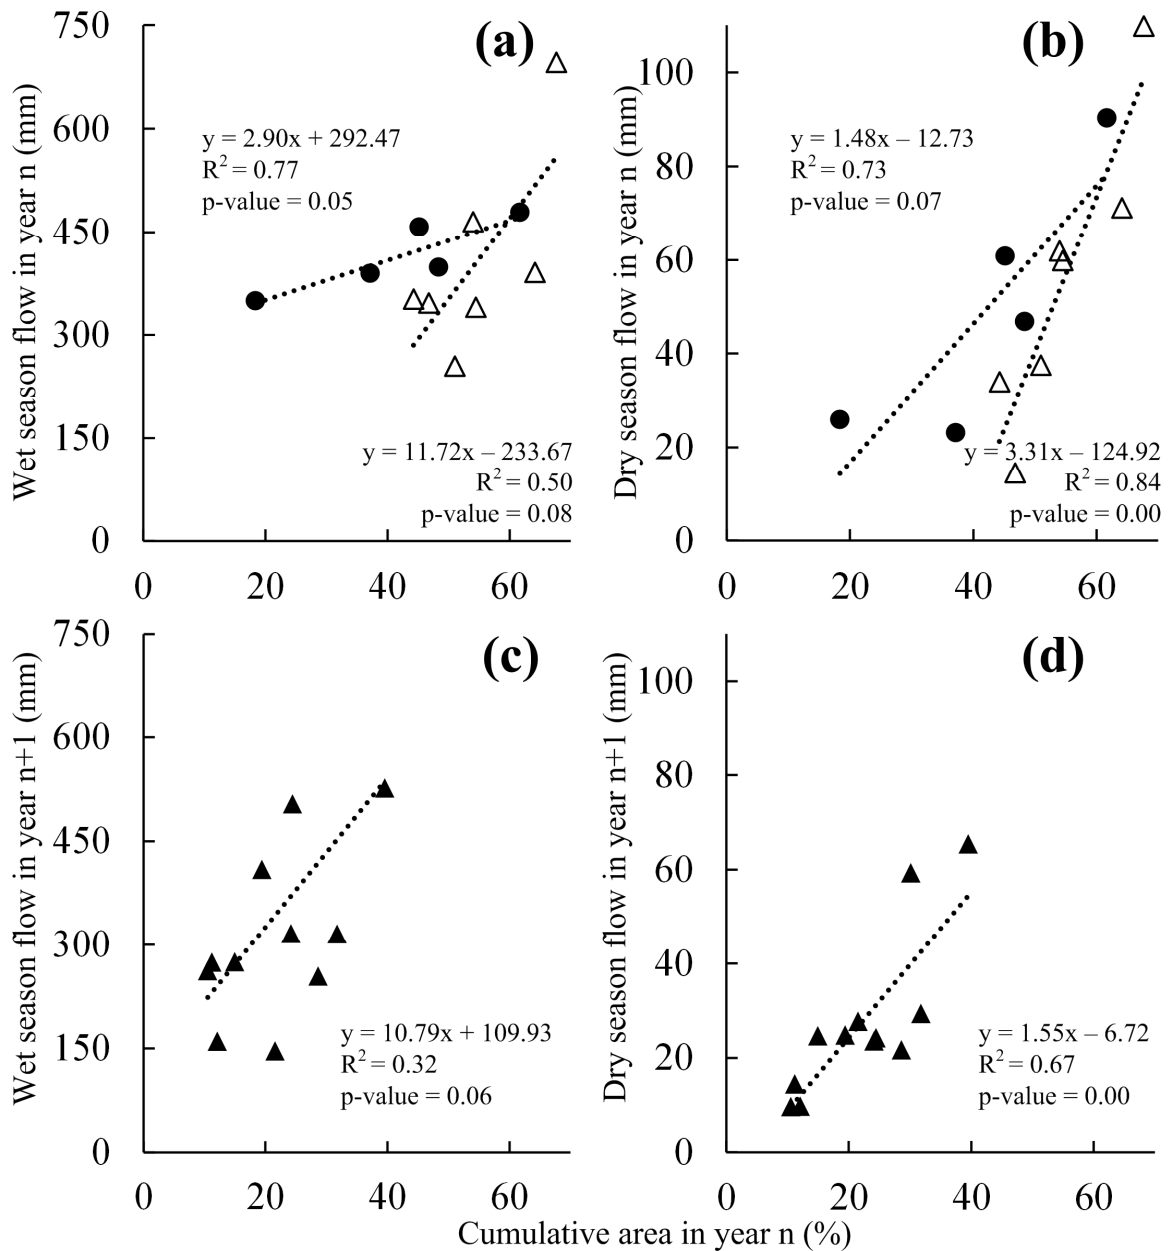 (a)
Wet season flow in year n (mm)
750
600
450
300
150
0
y = 2.90x + 292.47
R² = 0.77
p-value = 0.05
y = 11.72x – 233.67
R² = 0.50
p-value = 0.08
0 20 40 60
(b)
Dry season flow in year n (mm)
100
80
60
40
20
0
y = 1.48x – 12.73
R² = 0.73
p-value = 0.07
y = 3.31x – 124.92
R² = 0.84
p-value = 0.00
0 20 40 60
(c)
Wet season flow in year n+1 (mm)
750
600
450
300
150
0
y = 10.79x + 109.93
R² = 0.32
p-value = 0.06
0 20 40 60
(d)
Dry season flow in year n+1 (mm)
100
80
60
40
20
0
y = 1.55x – 6.72
R² = 0.67
p-value = 0.00
0 20 40 60
Cumulative area in year n (%)